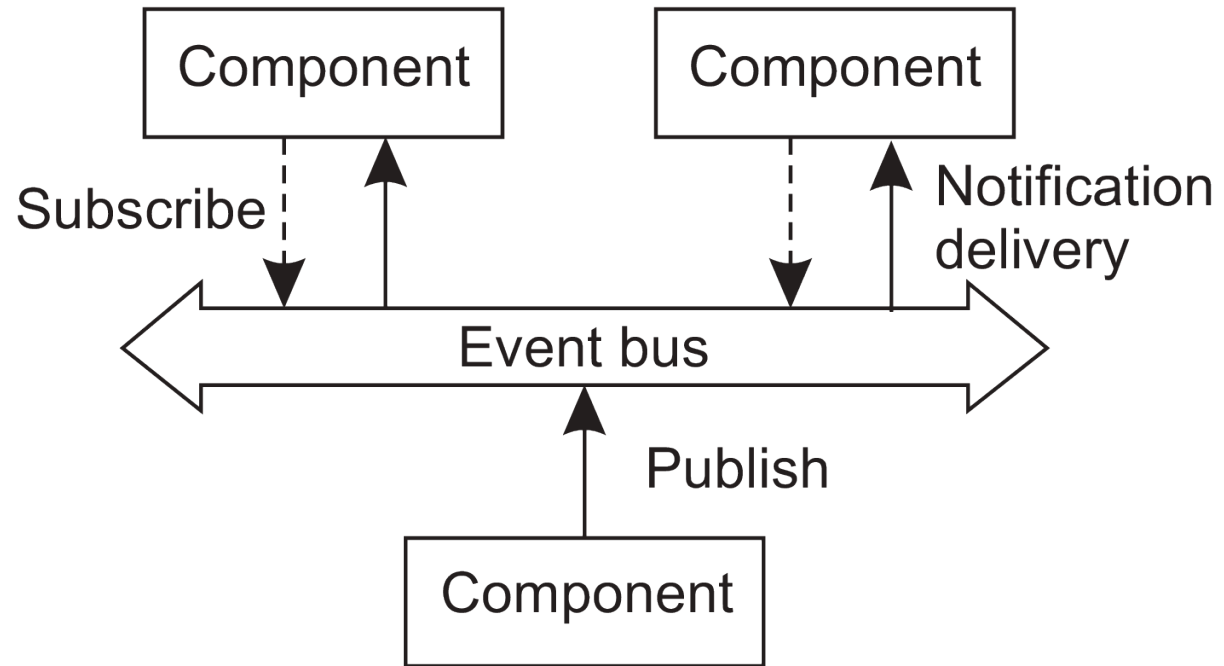 Component
Component
Subscribe
Notification
delivery
Event bus
Publish
Component